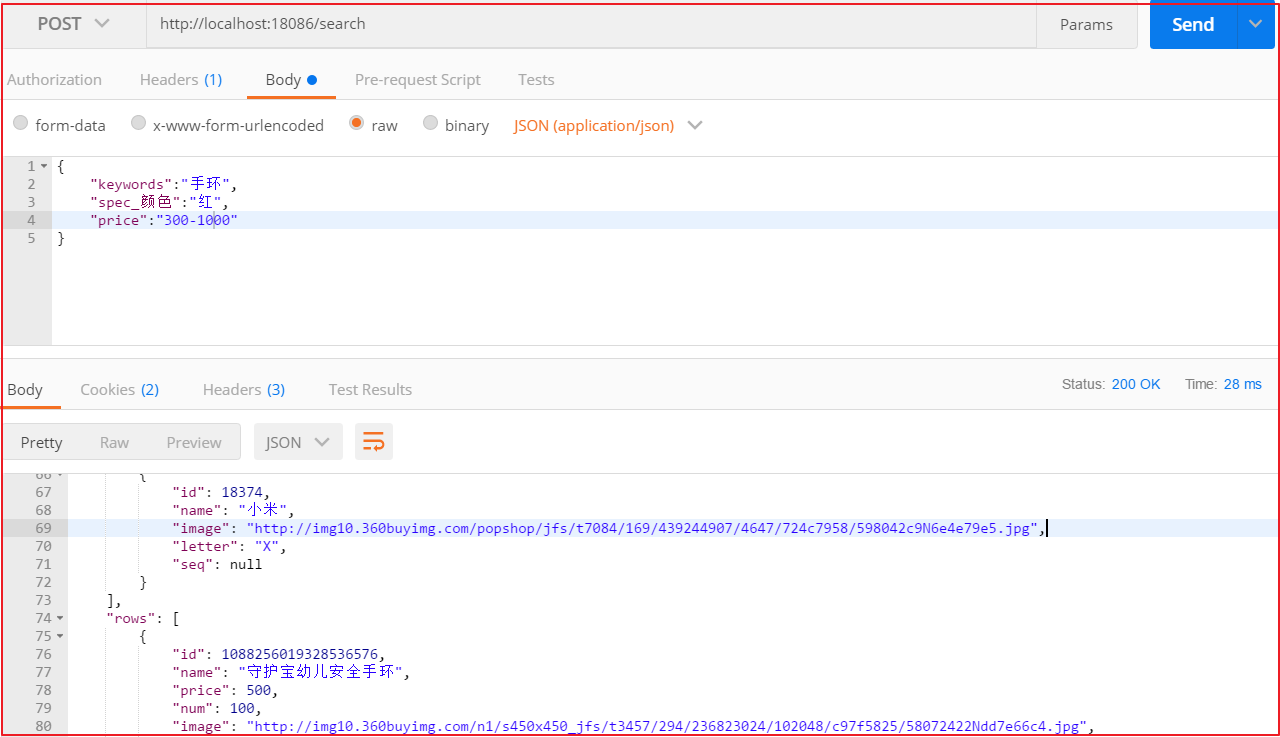 POST http://localhost:18086/search Params Send
Authorization Headers (1) Body Pre-request Script Tests
form-data x-www-form-urlencoded raw binary JSON (application/json)
1 {
2 "keywords":"手环",
3 "spec_颜色":"红",
4 "price":"300-1000"
5 }
Body Cookies (2) Headers (3) Test Results Status: 200 OK Time: 28 ms
Pretty Raw Preview JSON
66 {
67 "id": 18374,
68 "name": "小米",
69 "image": "http://img10.360buyimg.com/popshop/jfs/t7084/169/439244907/4647/724c7958/598042c9N6e4e79e5.jpg",
70 "letter": "X",
71 "seq": null
72 }
73 ],
74 "rows": [
75 {
76 "id": 1088256019328536576,
77 "name": "守护宝幼儿安全手环",
78 "price": 500,
79 "num": 100,
80 "image": "http://img10.360buyimg.com/n1/s450x450_jfs/t3457/294/236823024/102048/c97f5825/58072422Ndd7e66c4.jpg",